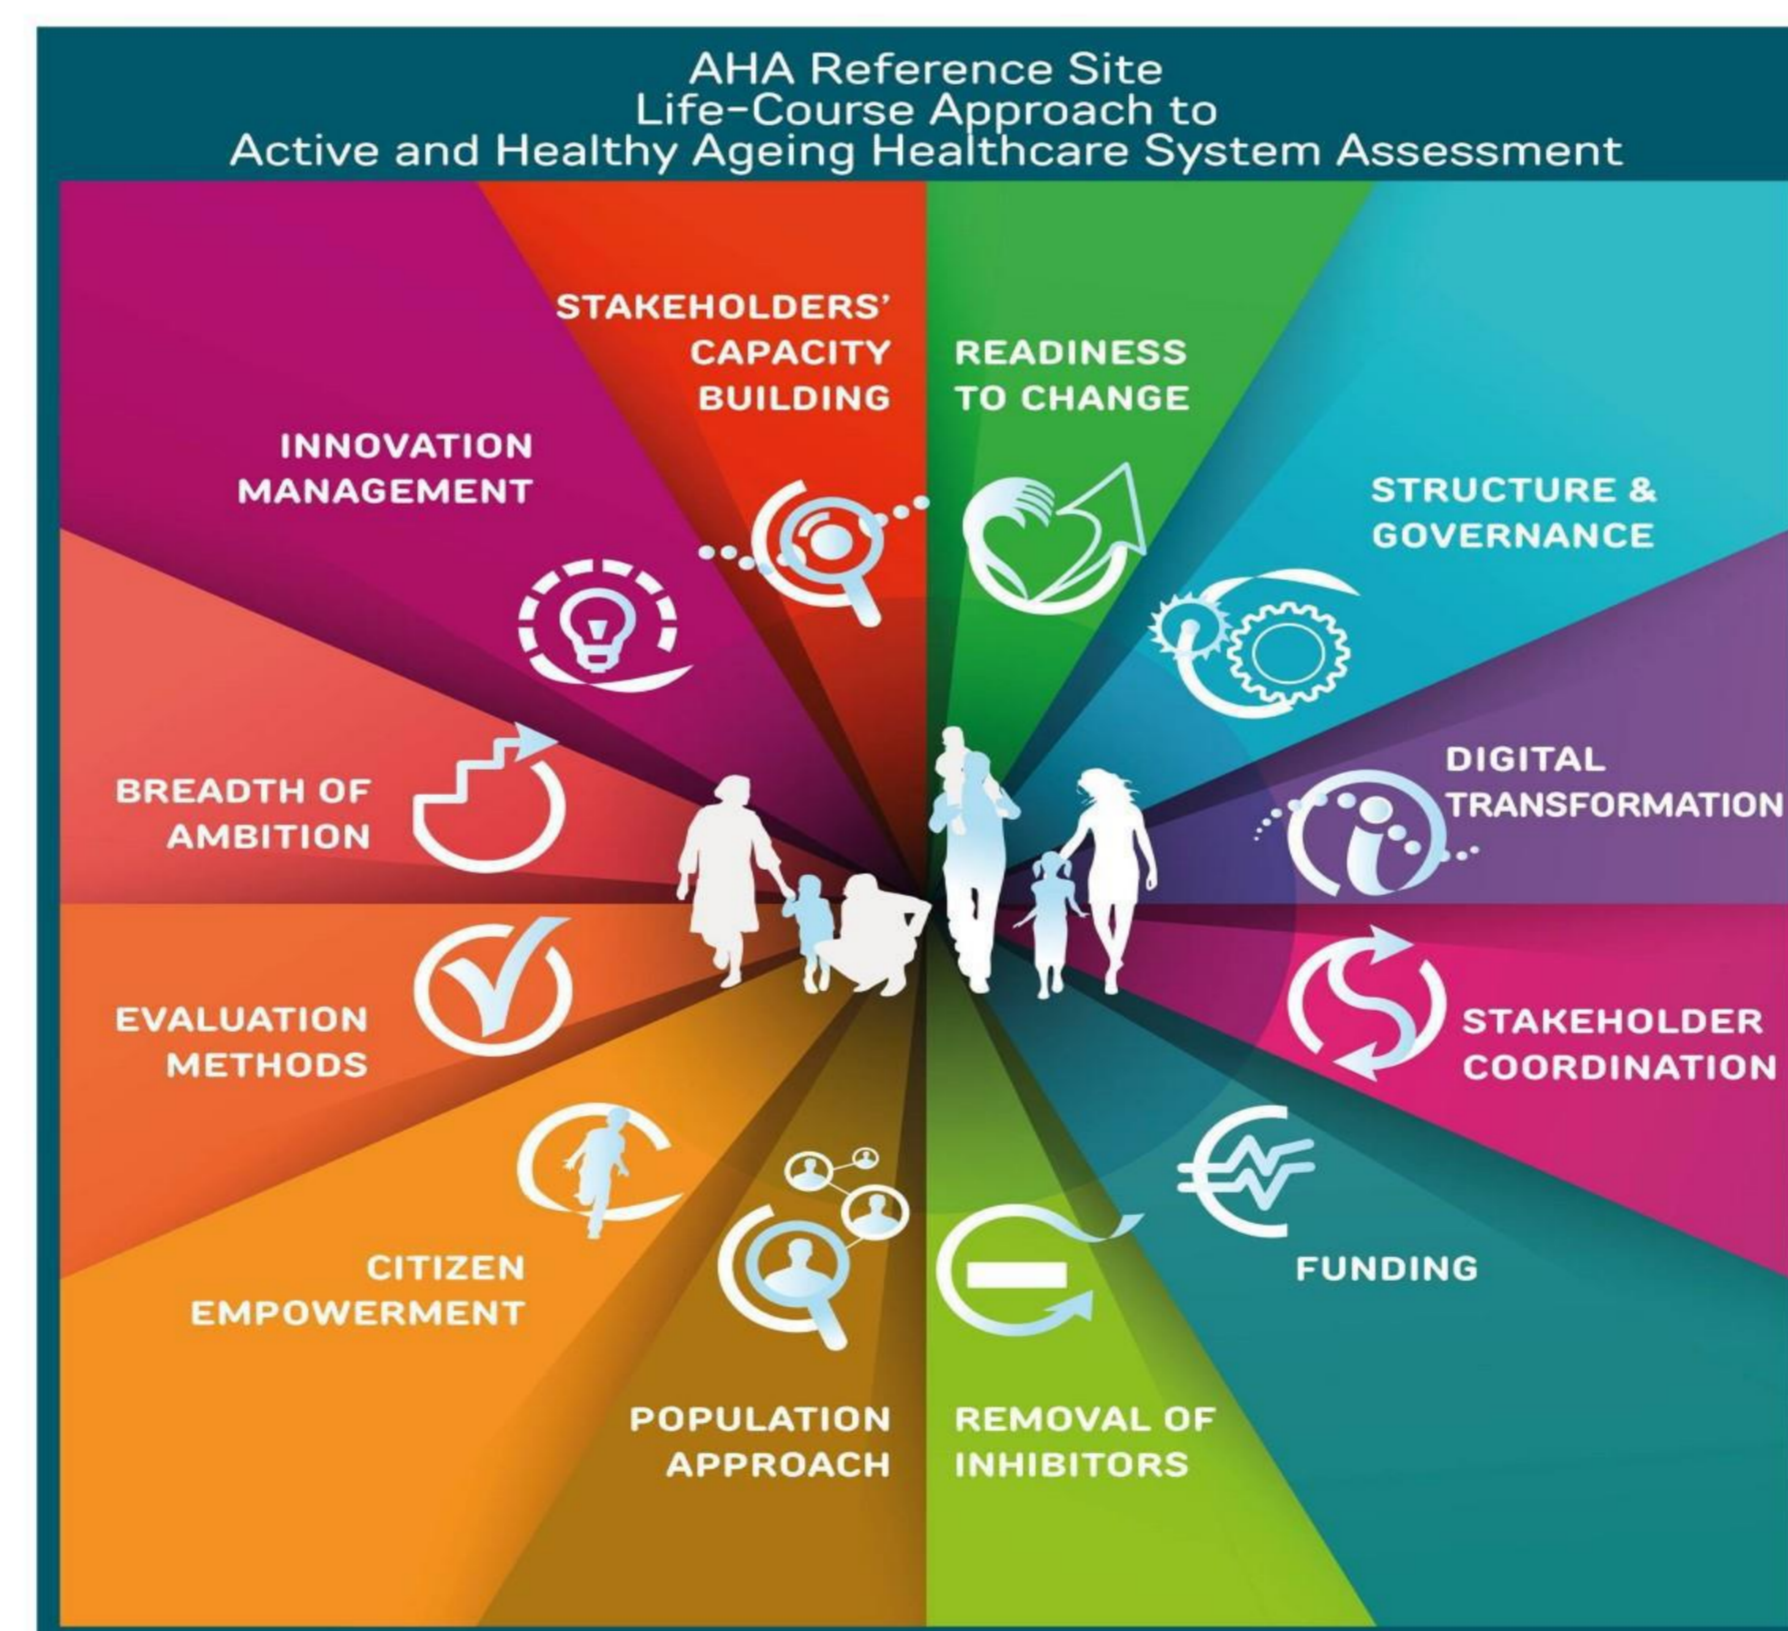 AHA Reference Site
Life-Course Approach to
Active and Healthy Ageing Healthcare System Assessment
STAKEHOLDERS'
CAPACITY
BUILDING
READINESS
TO CHANGE
STRUCTURE &
GOVERNANCE
DIGITAL
TRANSFORMATION
STAKEHOLDER
COORDINATION
FUNDING
REMOVAL OF
INHIBITORS
POPULATION
APPROACH
CITIZEN
EMPOWERMENT
EVALUATION
METHODS
BREADTH OF
AMBITION
INNOVATION
MANAGEMENT